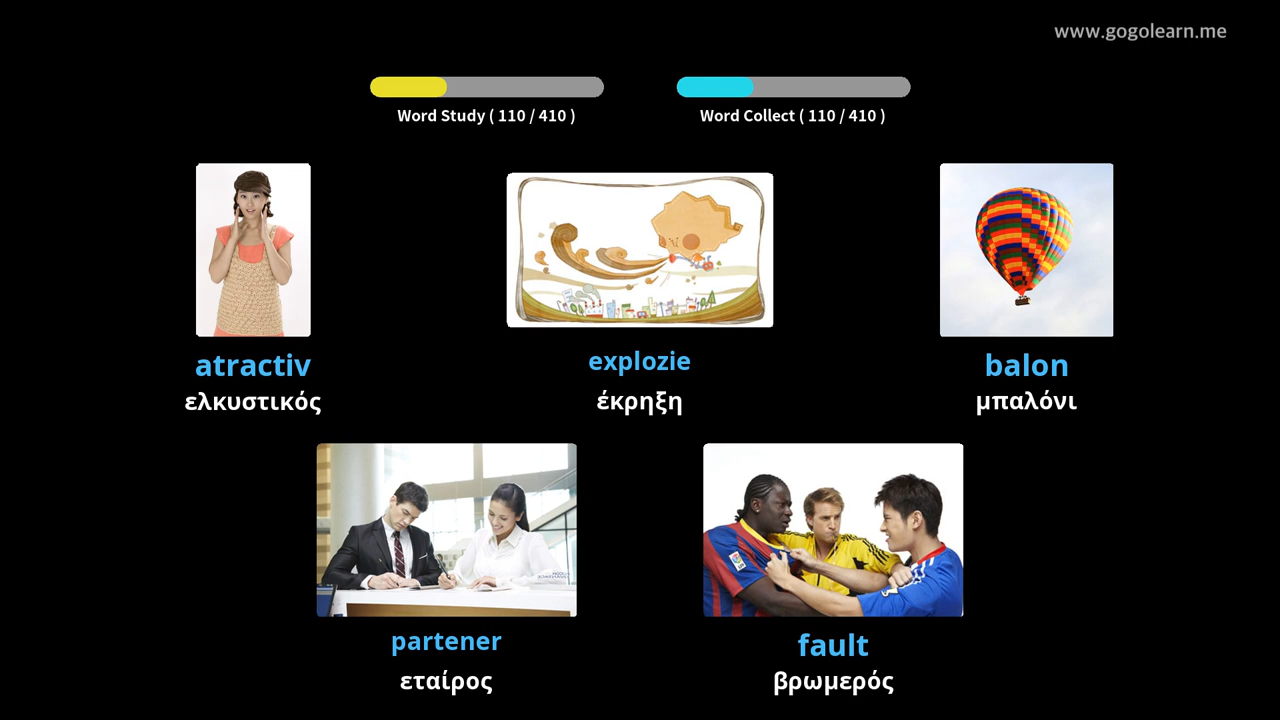 www.gogolearn.me
Word Study ( 110 / 410 )
Word Collect ( 110 / 410 )
atractiv
ελκυστικός
explozie
έκρηξη
balon
μπαλόνι
partener
εταίρος
fault
βρωμερός